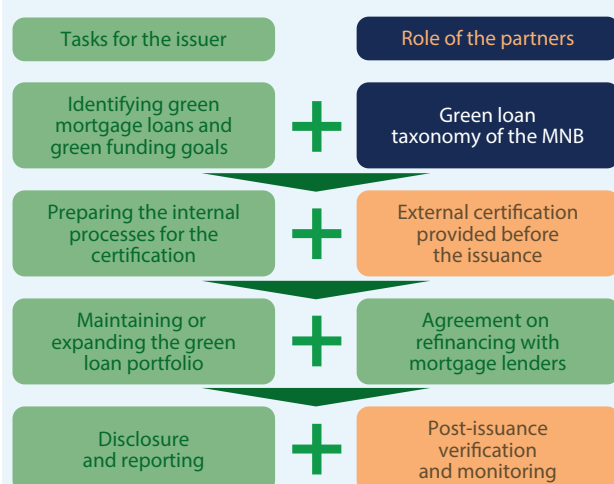 Tasks for the issuer
Role of the partners
Identifying green
mortgage loans and
green funding goals
Green loan
taxonomy of the MNB
Preparing the internal
processes for the
certification
External certification
provided before
the issuance
Maintaining or
expanding the green
loan portfolio
Agreement on
refinancing with
mortgage lenders
Disclosure
and reporting
Post-issuance
verification
and monitoring